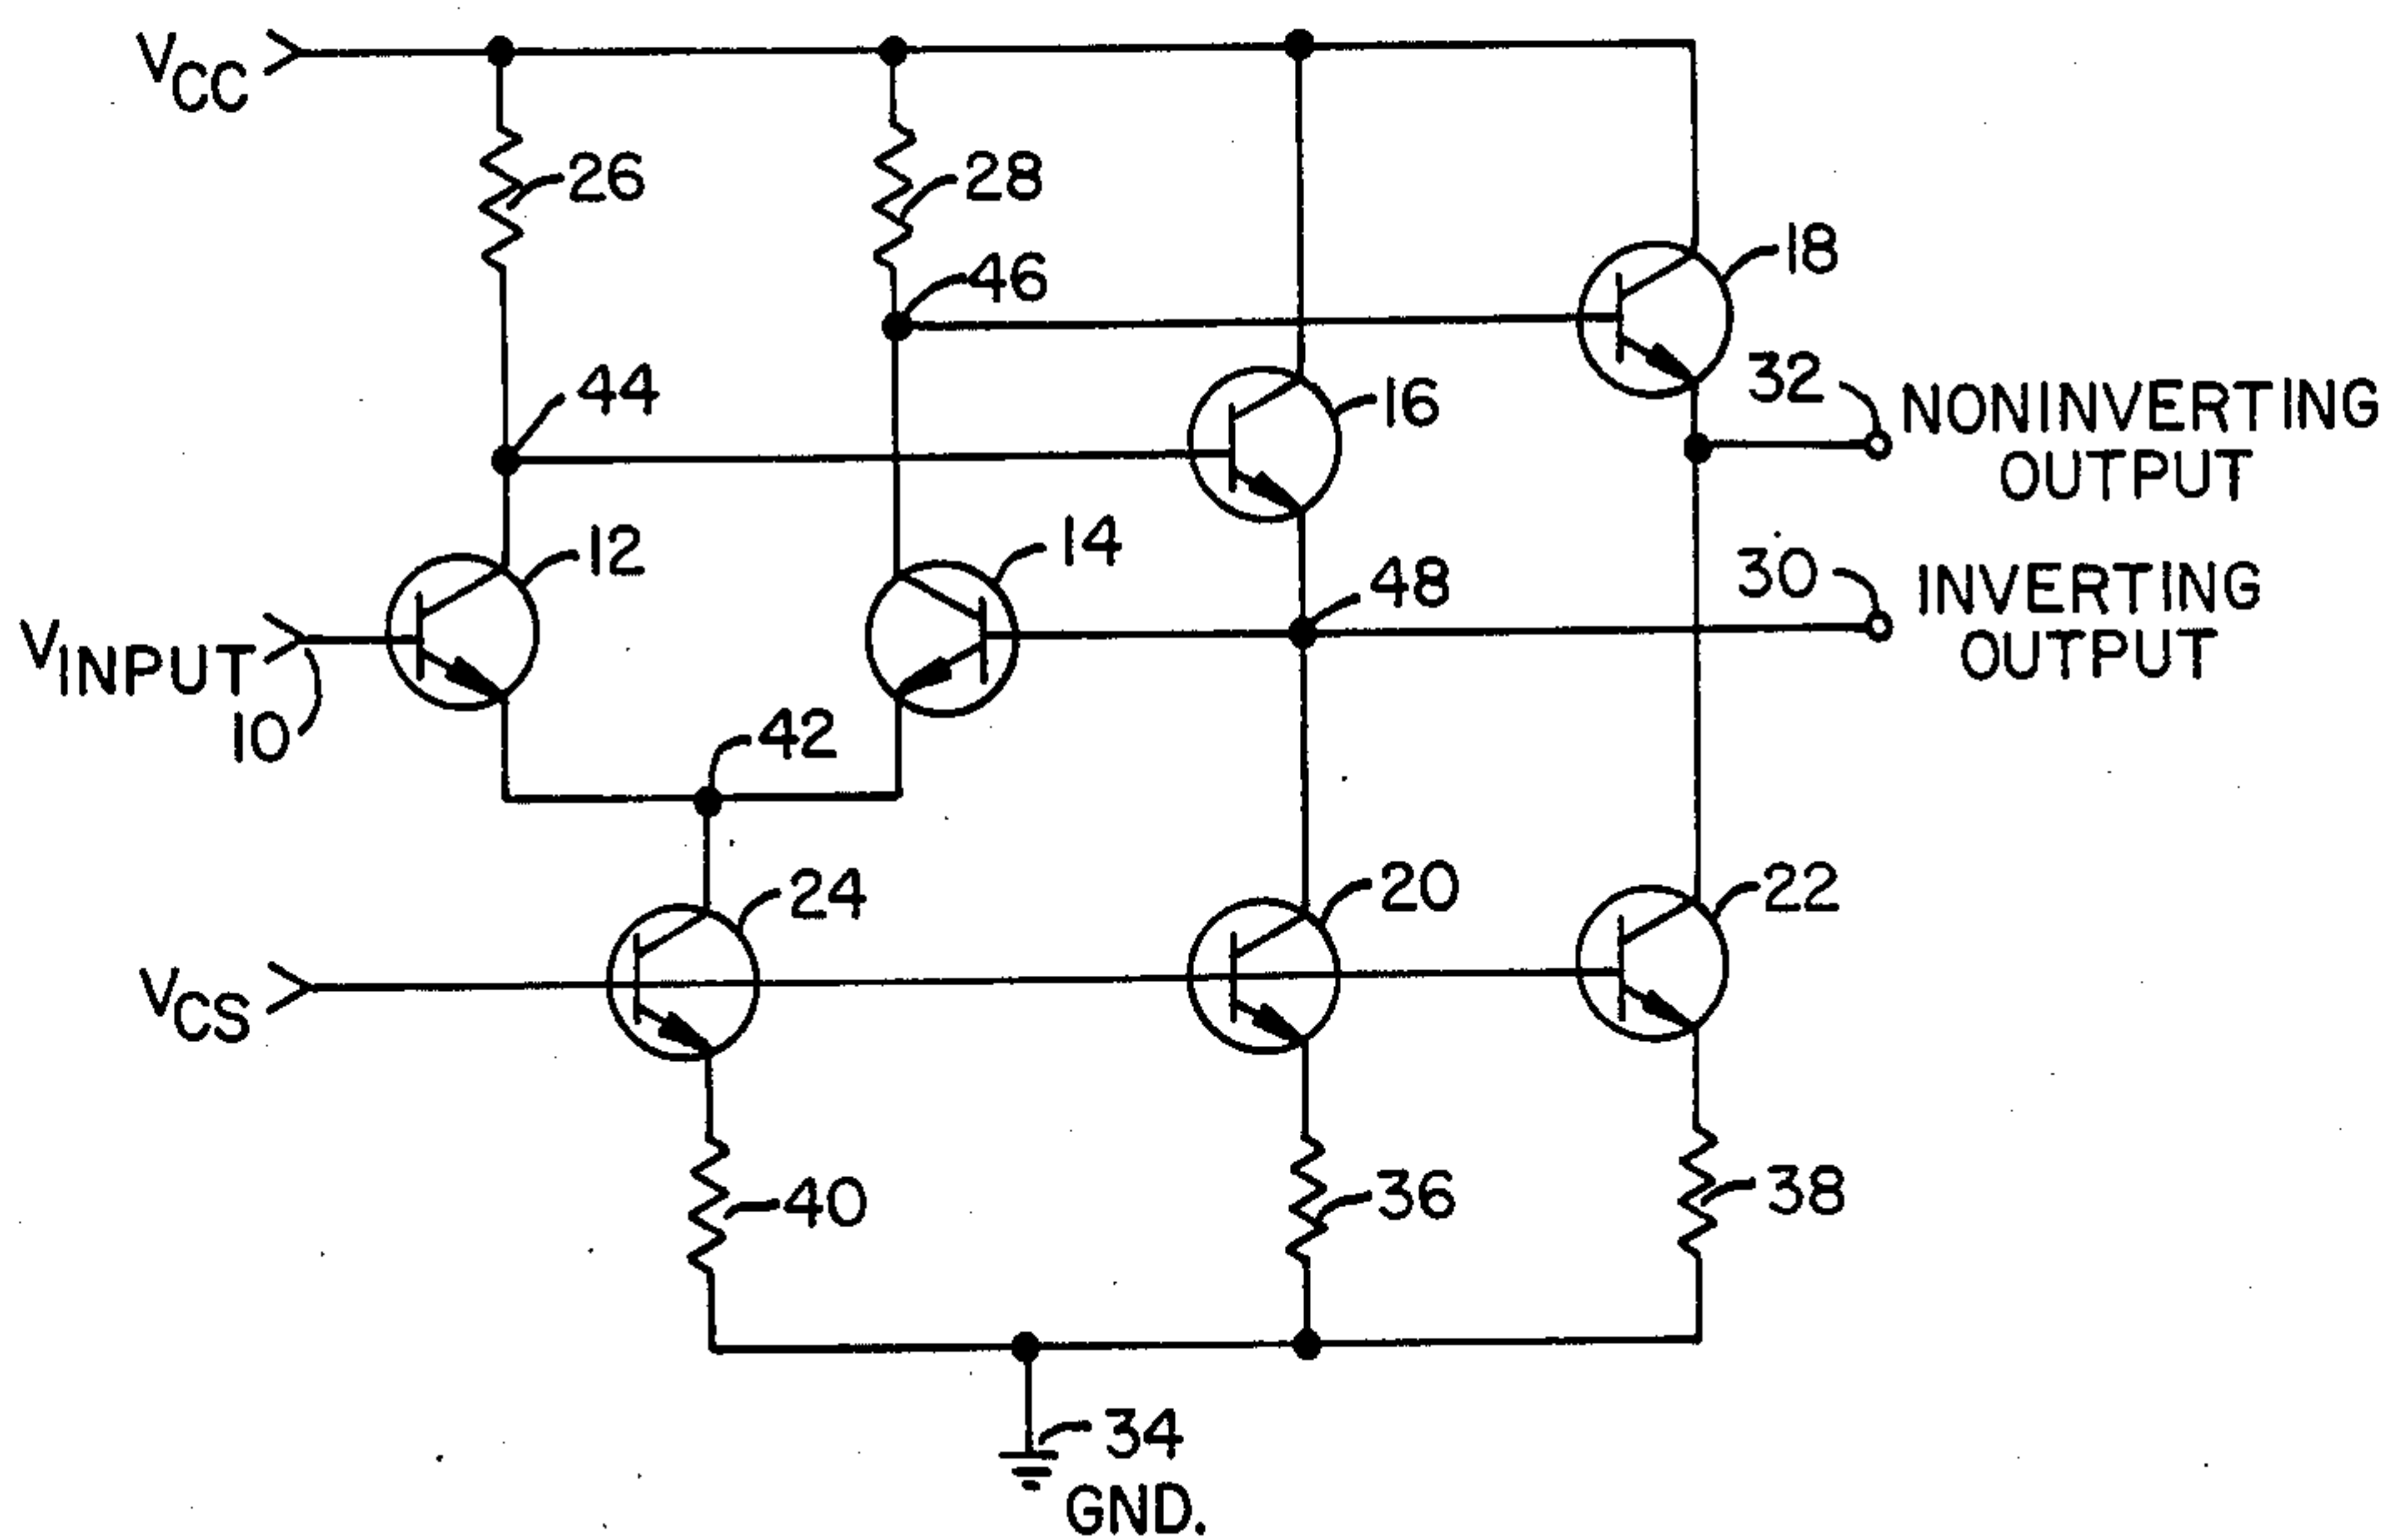 VCC
26
28
46
18
44
16
32
NONINVERTING
OUTPUT
12
14
48
30
INVERTING
OUTPUT
VINPUT
10
42
24
20
22
VCS
40
36
38
34
GND.